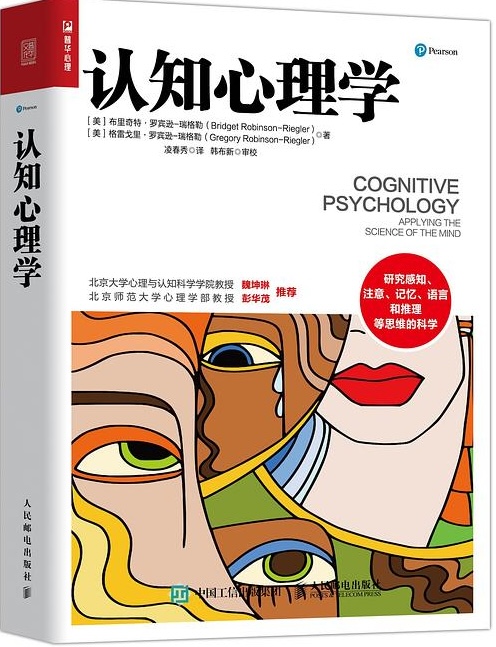 普华心理
Pearson
认知心理学
人民邮电出版社
Pearson
认知心理学
[美] 布里奇特·罗宾逊-瑞格勒(Bridget Robinson-Riegler)
[美] 格雷戈里·罗宾逊-瑞格勒(Gregory Robinson-Riegler) ◎著
凌春秀◎译 韩布新◎审校
COGNITIVE
PSYCHOLOGY
APPLYING THE
SCIENCE OF THE MIND
北京大学心理与认知科学学院教授 魏坤琳
北京师范大学心理学部教授 彭华茂
推荐
研究感知、
注意、记忆、语言
和推理
等思维的科学
中国工信出版集团
人民邮电出版社
POSTS & TELECOM PRESS